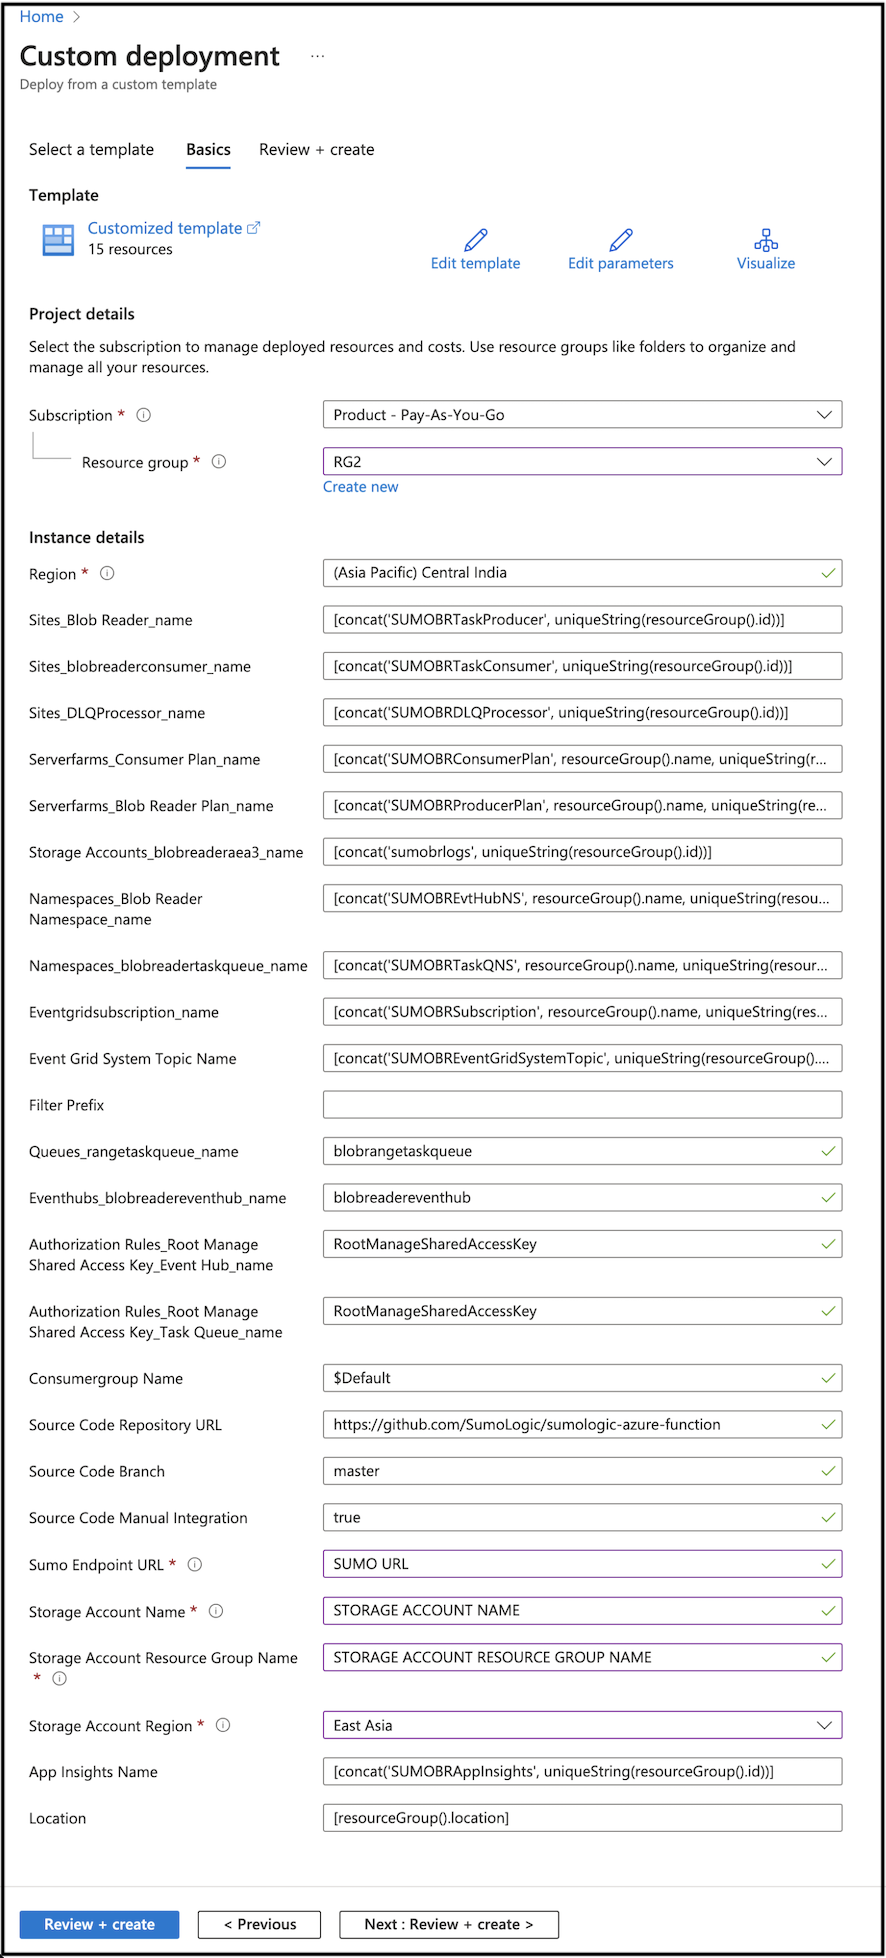 Home >
Custom deployment ...
Deploy from a custom template
Select a template Basics Review + create
Template
Customized template
15 resources
Edit template Edit parameters Visualize
Project details
Select the subscription to manage deployed resources and costs. Use resource groups like folders to organize and
manage all your resources.
Subscription * Product - Pay-As-You-Go
Resource group * RG2
Create new
Instance details
Region * (Asia Pacific) Central India
Sites_Blob Reader_name [concat('SUMOBRTaskProducer', uniqueString(resourceGroup().id))]
Sites_blobreaderconsumer_name [concat('SUMOBRTaskConsumer', uniqueString(resourceGroup().id))]
Sites_DLQProcessor_name [concat('SUMOBRDLQProcessor', uniqueString(resourceGroup().id))]
Serverfarms_Consumer Plan_name [concat('SUMOBRConsumerPlan', resourceGroup().name, uniqueString(r...
Serverfarms_Blob Reader Plan_name [concat('SUMOBRProducerPlan', resourceGroup().name, uniqueString(re...
Storage Accounts_blobreaderaea3_name [concat('sumobrlogs', uniqueString(resourceGroup().id))]
Namespaces_Blob Reader [concat('SUMOBREvtHubNS', resourceGroup().name, uniqueString(resou...
Namespace_name
Namespaces_blobreadertaskqueue_name [concat('SUMOBRTaskQNS', resourceGroup().name, uniqueString(resour...
Eventgridsubscription_name [concat('SUMOBRSubscription', resourceGroup().name, uniqueString(res...
Event Grid System Topic Name [concat('SUMOBREventGridSystemTopic', uniqueString(resourceGroup()....
Filter Prefix
Queues_rangetaskqueue_name blobrangetaskqueue
Eventhubs_blobreadereventhub_name blobreadereventhub
Authorization Rules_Root Manage RootManageSharedAccessKey
Shared Access Key_Event Hub_name
Authorization Rules_Root Manage RootManageSharedAccessKey
Shared Access Key_Task Queue_name
Consumergroup Name $Default
Source Code Repository URL https://github.com/SumoLogic/sumologic-azure-function
Source Code Branch master
Source Code Manual Integration true
Sumo Endpoint URL * SUMO URL
Storage Account Name * STORAGE ACCOUNT NAME
Storage Account Resource Group Name STORAGE ACCOUNT RESOURCE GROUP NAME
*
Storage Account Region * East Asia
App Insights Name [concat('SUMOBRAppInsights', uniqueString(resourceGroup().id))]
Location [resourceGroup().location]
Review + create < Previous Next : Review + create >